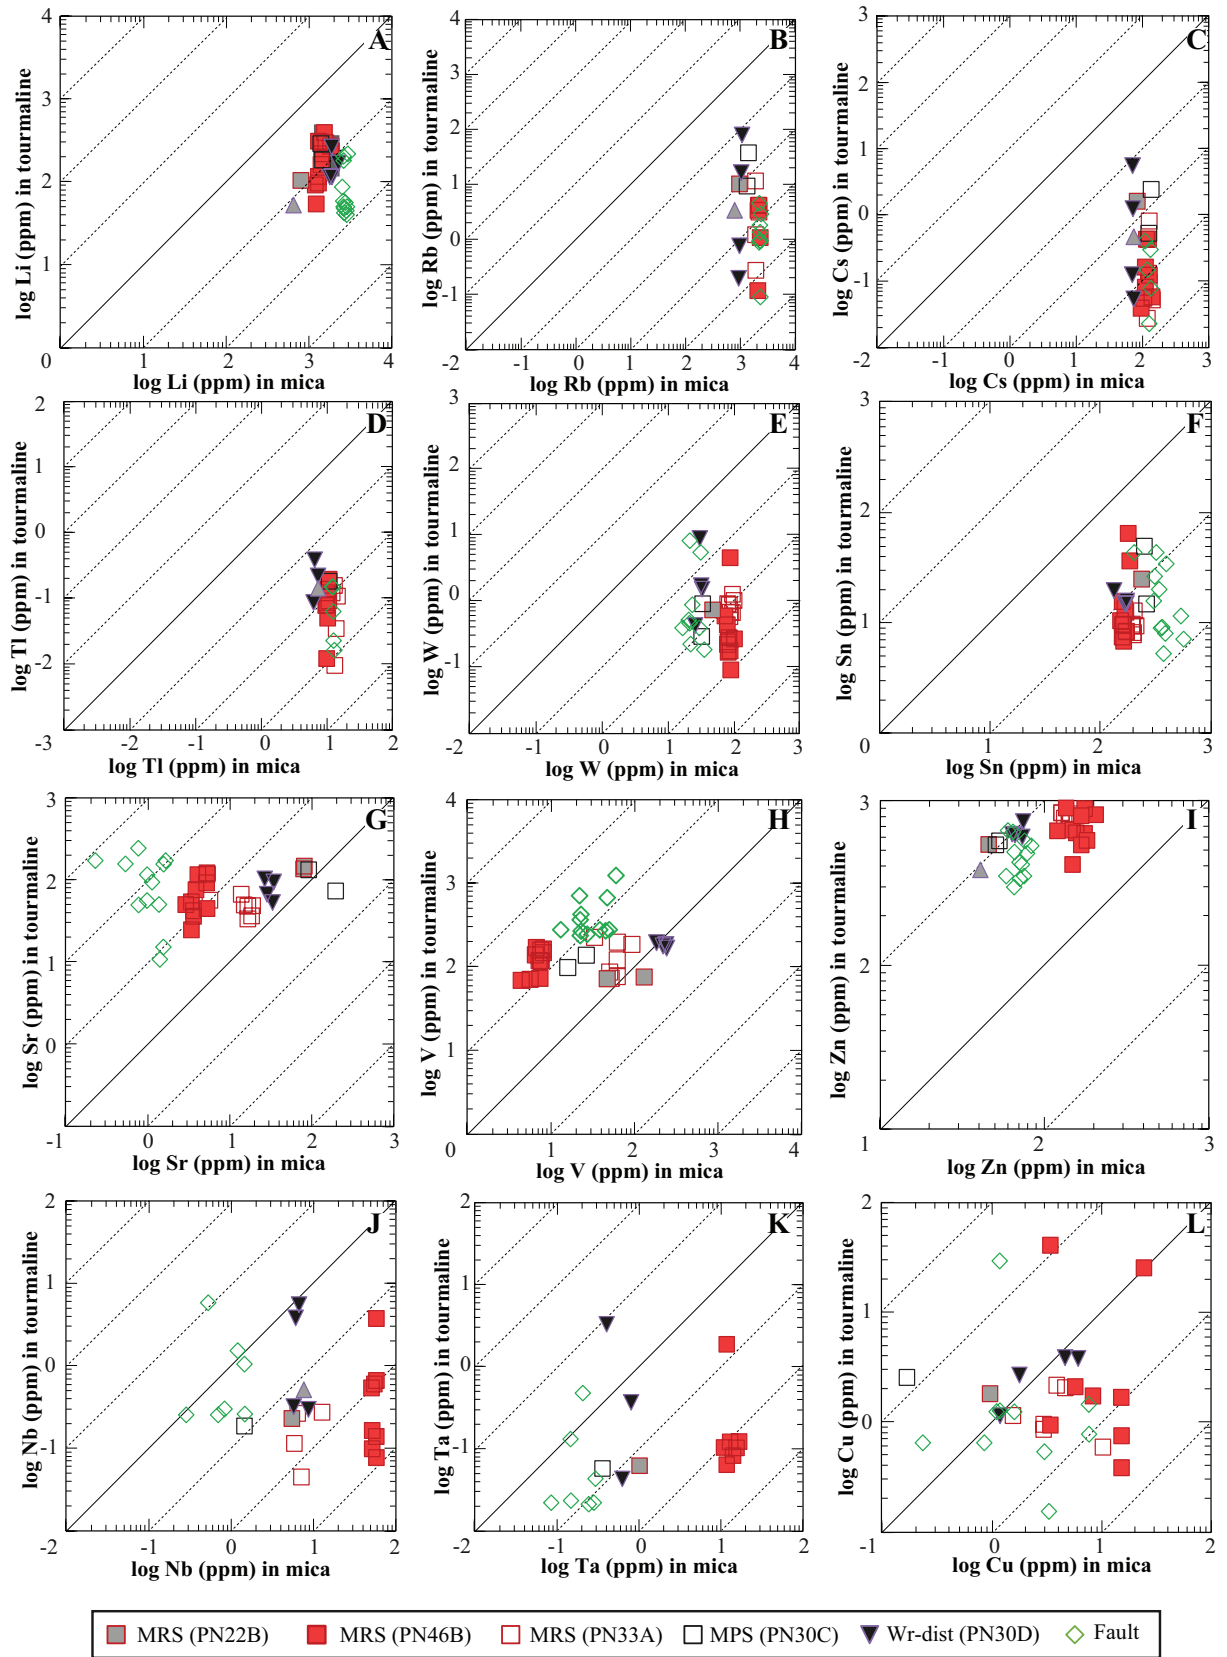 4
3
2
1
0
1
2
3
4
A
log Li (ppm) in tourmaline
log Li (ppm) in mica
4
3
2
1
0
-1
-2
-1
0
1
2
3
4
B
log Rb (ppm) in tourmaline
log Rb (ppm) in mica
3
2
1
0
-1
-2
-1
0
1
2
3
C
log Cs (ppm) in tourmaline
log Cs (ppm) in mica
2
1
0
-1
-2
-3
-2
-1
0
1
2
D
log Tl (ppm) in tourmaline
log Tl (ppm) in mica
3
2
1
0
-1
-2
-1
0
1
2
3
E
log W (ppm) in tourmaline
log W (ppm) in mica
3
2
1
0
1
2
3
F
log Sn (ppm) in tourmaline
log Sn (ppm) in mica
3
2
1
0
-1
0
1
2
3
G
log Sr (ppm) in tourmaline
log Sr (ppm) in mica
4
3
2
1
0
1
2
3
4
H
log V (ppm) in tourmaline
log V (ppm) in mica
3
2
1
1
2
3
I
log Zn (ppm) in tourmaline
log Zn (ppm) in mica
2
1
0
-1
-1
0
1
2
J
log Nb (ppm) in tourmaline
log Nb (ppm) in mica
2
1
0
-1
-2
-1
0
1
2
K
log Ta (ppm) in tourmaline
log Ta (ppm) in mica
2
1
0
-1
0
1
2
L
log Cu (ppm) in tourmaline
log Cu (ppm) in mica
MRS (PN22B) MRS (PN46B) MRS (PN33A) MPS (PN30C) Wr-dist (PN30D) Fault